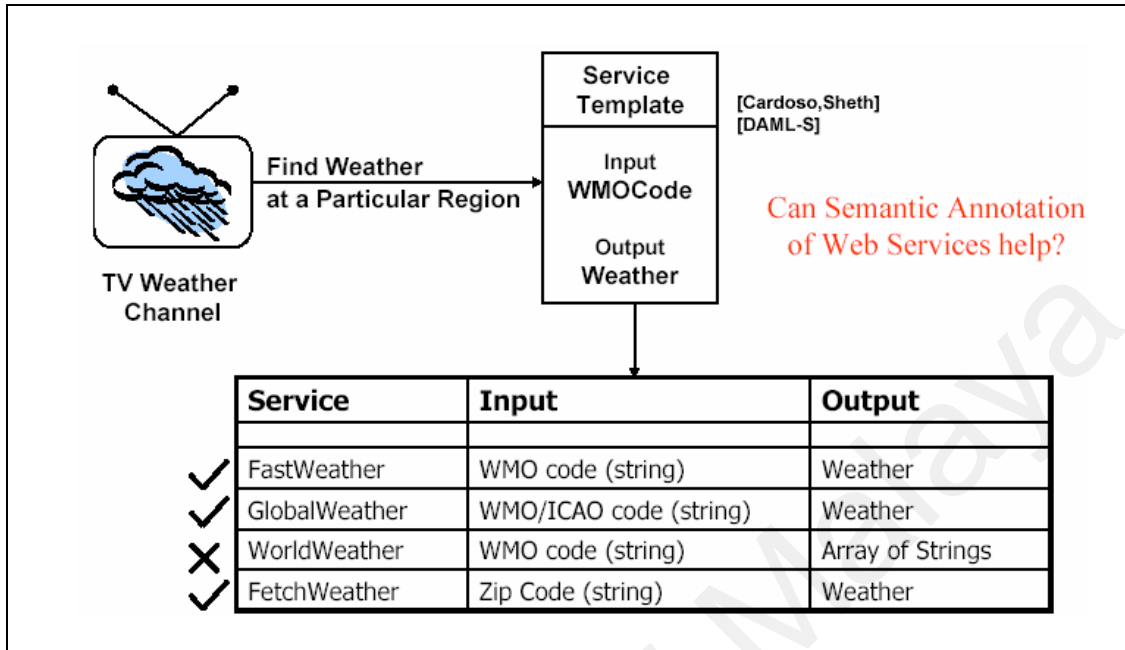 Service
Template
[Cardoso,Sheth]
[DAML-S]
Find Weather
at a Particular Region
Input
WMOCode
Output
Weather
Can Semantic Annotation
of Web Services help?
TV Weather
Channel
Service Input Output
FastWeather WMO code (string) Weather
GlobalWeather WMO/ICAO code (string) Weather
WorldWeather WMO code (string) Array of Strings
FetchWeather Zip Code (string) Weather
Malaya